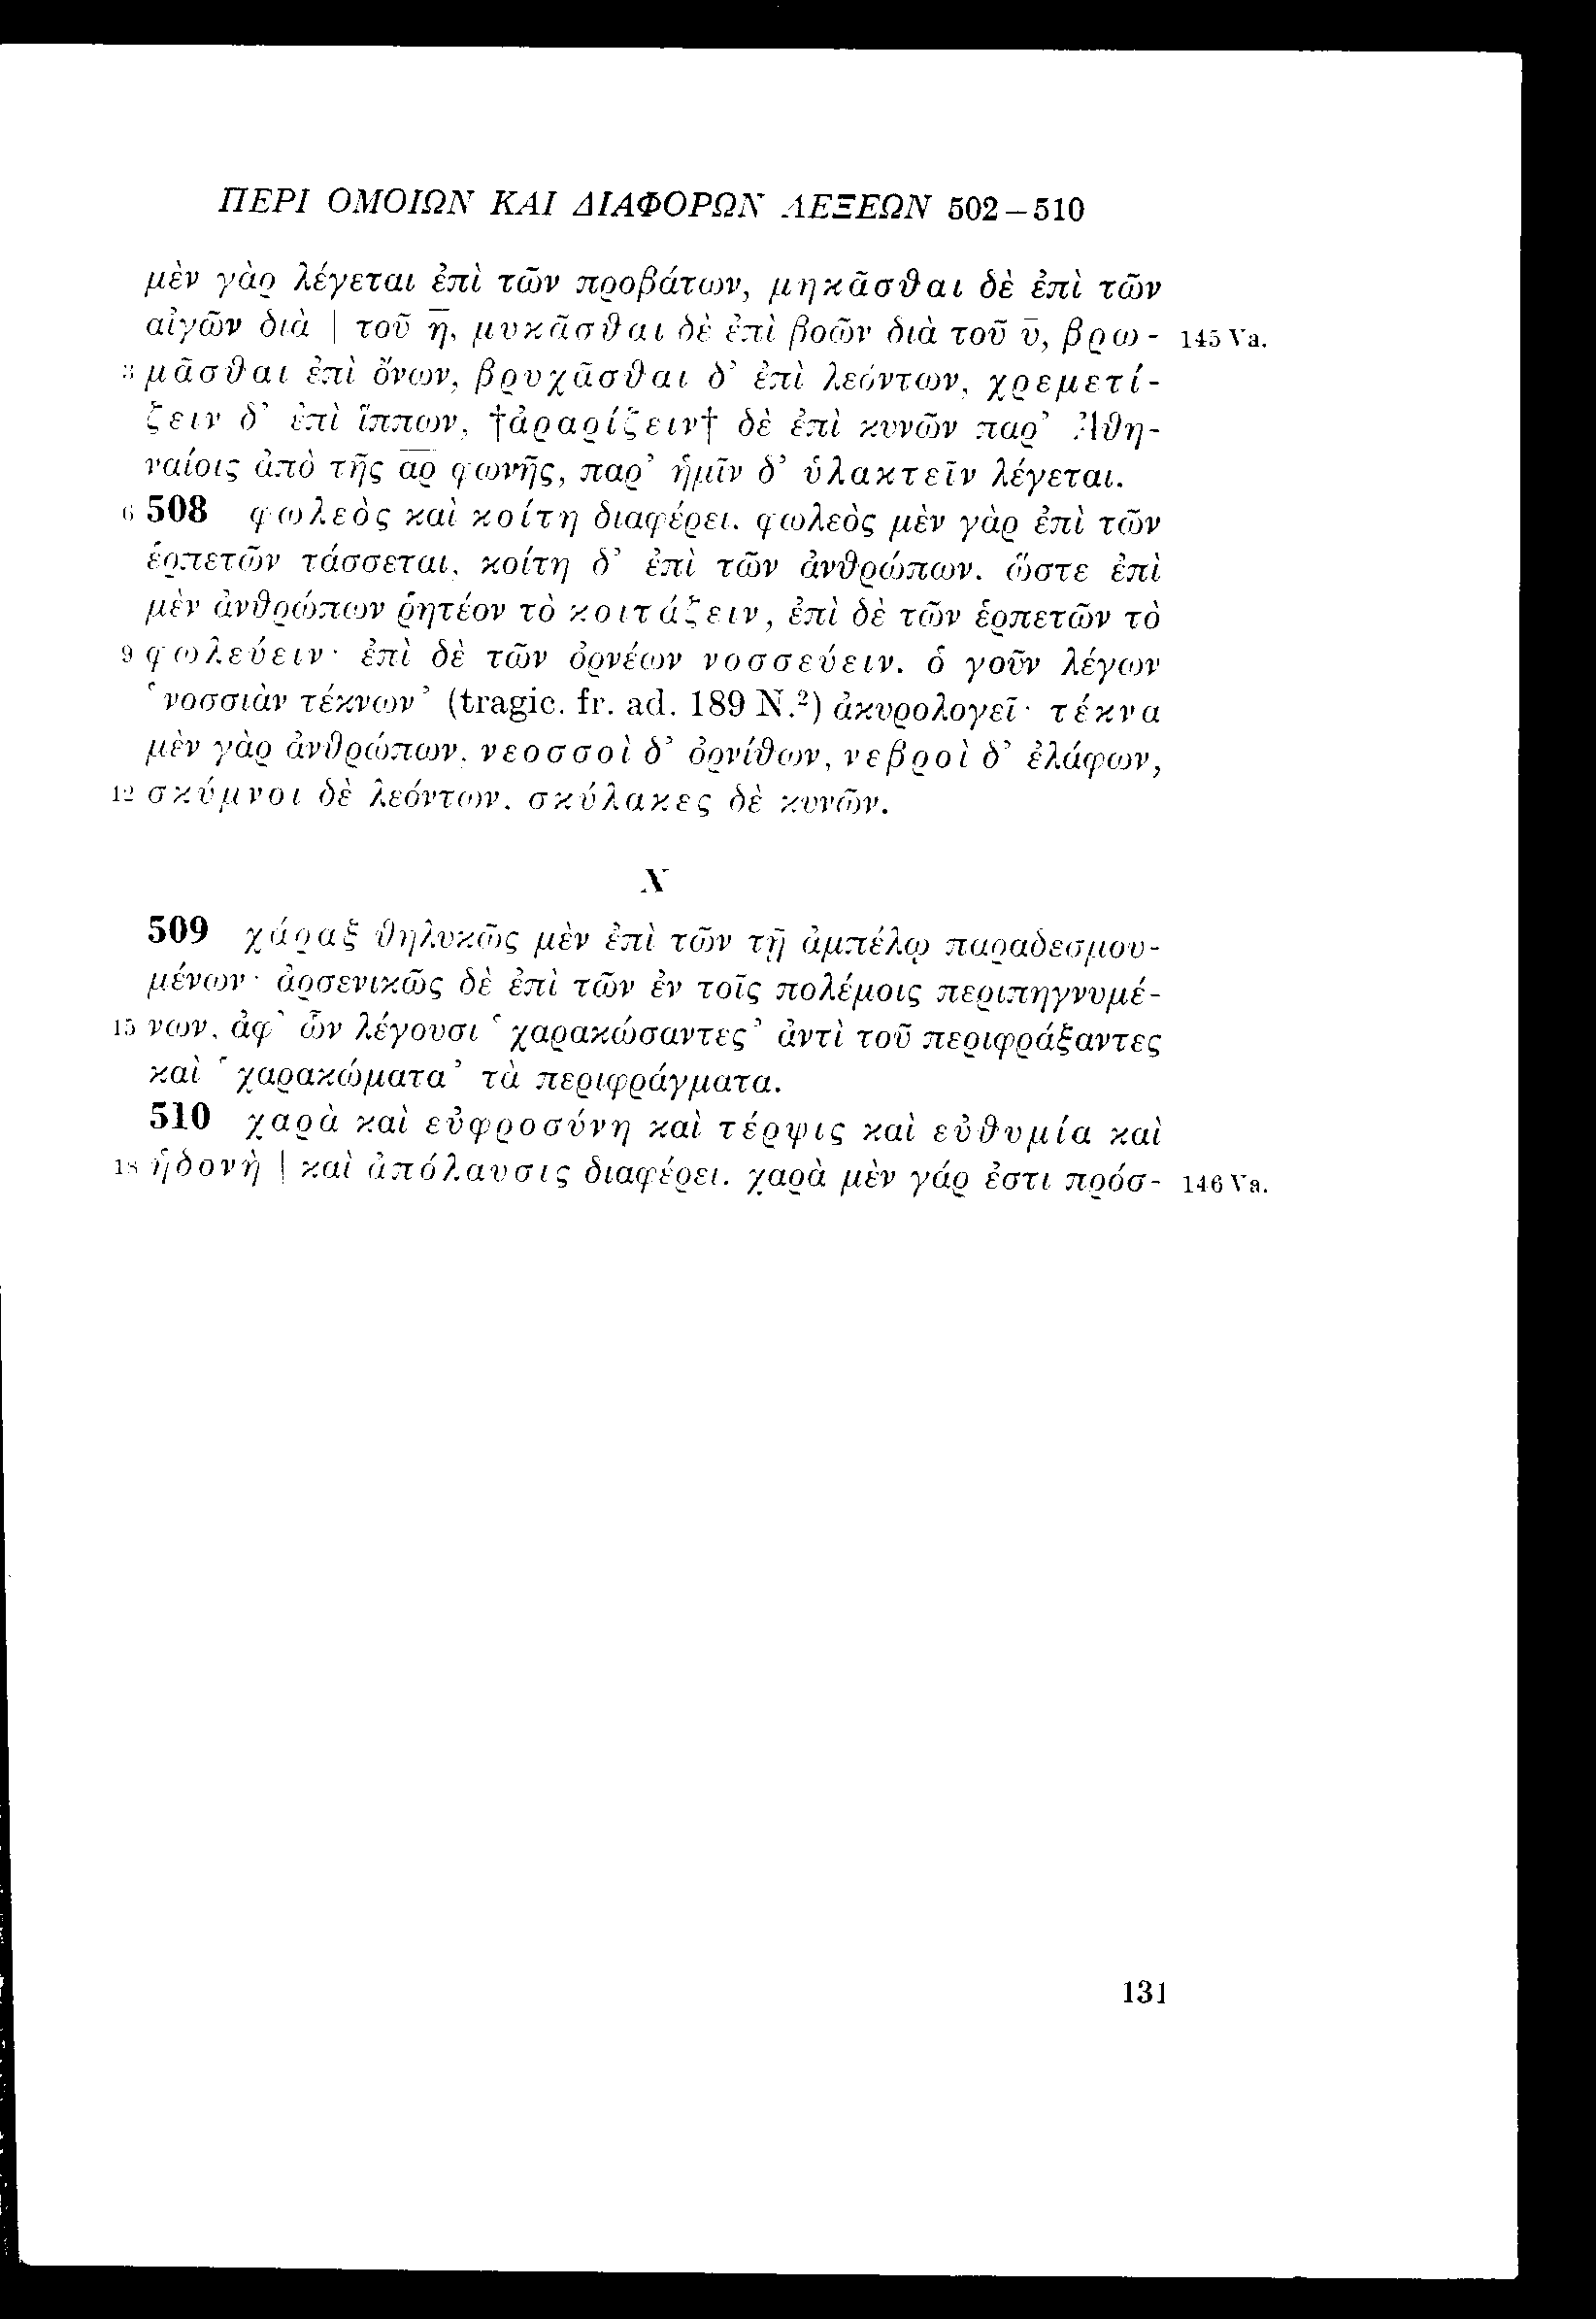 ΠΕΡΙ ΟΜΟΙΩΝ ΚΑΙ ΔΙΑΦΟΡΩΝ ΛΕΞΕΩΝ 502–510
μὲν γὰρ λέγεται ἐπὶ τῶν προβάτων, μηκᾶσθαι δὲ ἐπὶ τῶν
αἰγῶν διὰ | τοῦ η̄, μυκᾶσθαι δὲ ἐπὶ βοῶν διὰ τοῦ ῡ, βρω- 145 Va.
3 μᾶσθαι ἐπὶ ὄνων, βρυχᾶσθαι δ’ ἐπὶ λεόντων, χρεμετί-
ζειν δ’ ἐπὶ ἵππων, †ἀραρίζειν† δὲ ἐπὶ κυνῶν παρ’ Ἀθη-
ναίοις ἀπὸ τῆς α̅ρ̅ φωνῆς, παρ’ ἡμῖν δ’ ὑλακτεῖν λέγεται.
6 508 φωλεὸς καὶ κοίτη διαφέρει. φωλεὸς μὲν γὰρ ἐπὶ τῶν
ἑρπετῶν τάσσεται, κοίτη δ’ ἐπὶ τῶν ἀνθρώπων. ὥστε ἐπὶ
μὲν ἀνθρώπων ῥητέον τὸ κοιτάζειν, ἐπὶ δὲ τῶν ἑρπετῶν τὸ
9 φωλεύειν· ἐπὶ δὲ τῶν ὀρνέων νοσσεύειν. ὁ γοῦν λέγων
‘νοσσιὰν τέκνων’ (tragic. fr. ad. 189 N.²) ἀκυρολογεῖ· τέκνα
μὲν γὰρ ἀνθρώπων, νεοσσοὶ δ’ ὀρνίθων, νεβροὶ δ’ ἐλάφων,
12 σκύμνοι δὲ λεόντων, σκύλακες δὲ κυνῶν.
Χ
509 χάραξ θηλυκῶς μὲν ἐπὶ τῶν τῇ ἀμπέλῳ παραδεσμου-
μένων· ἀρσενικῶς δὲ ἐπὶ τῶν ἐν τοῖς πολέμοις περιπηγνυμέ-
15 νων, ἀφ’ ὧν λέγουσι ‘χαρακώσαντες’ ἀντὶ τοῦ περιφράξαντες
καὶ ‘χαρακώματα’ τὰ περιφράγματα.
510 χαρὰ καὶ εὐφροσύνη καὶ τέρψις καὶ εὐθυμία καὶ
18 ἡδονὴ | καὶ ἀπόλαυσις διαφέρει. χαρὰ μὲν γάρ ἐστι πρόσ- 146 Va.
131